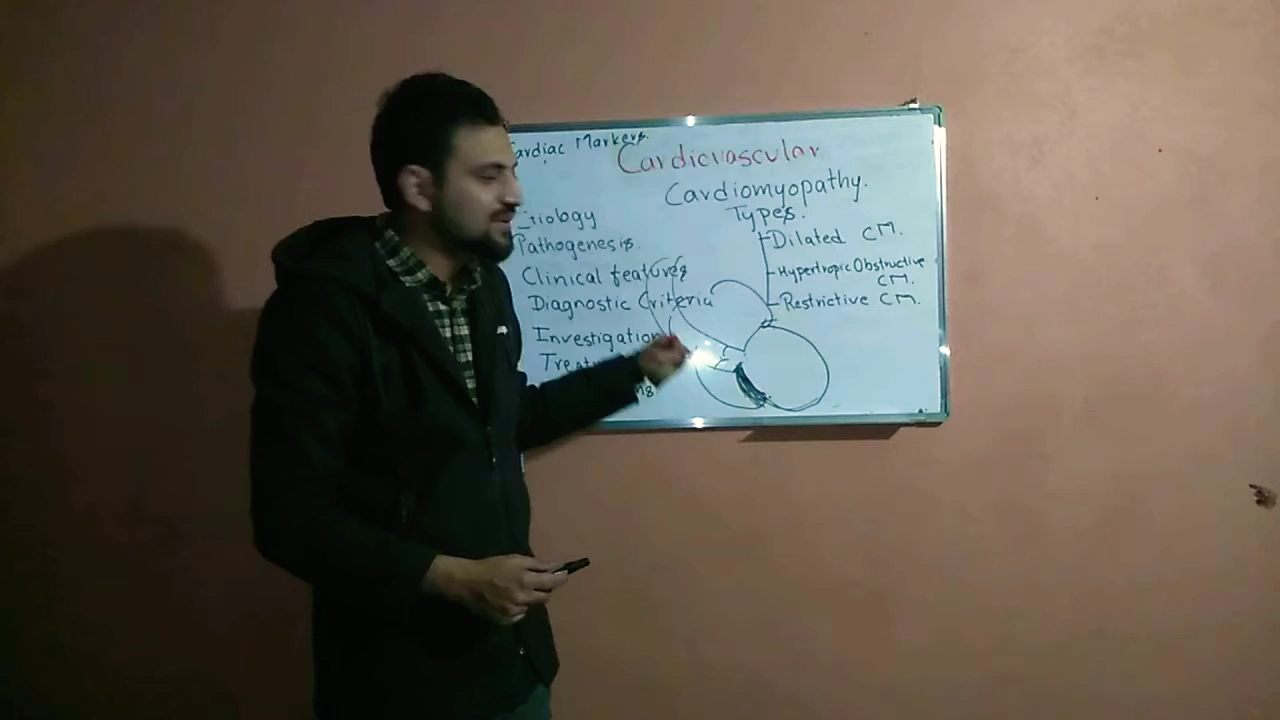 Cardiac Markers.
Cardiovascular
Cardiomyopathy.
Types.
Dilated CM.
Hypertropic Obstructive
CM.
Restrictive CM.
Etiology
Pathogenesis.
Clinical features
Diagnostic Criteria
Investigation